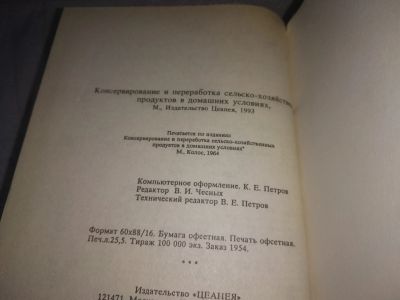 Консервирование и переработка сельско-хозяйстве
продуктов в домашних условиях,
М., Издательство Цеанея, 1993
Печатается по изданию
Консервирование и переработка сельско-хозяйственных
продуктов в домашних условиях"
М., Колос, 1964
Компьютерное оформление. К. Е. Петров
Редактор В. И. Чесных
Технический редактор В. Е. Петров
Формат 60х88/16. Бумага офсетная. Печать офсетная.
Печ.л.25,5. Тираж 100 000 экз. Заказ 1954.
* * *
Издательство "ЦЕАНЕЯ"
121471,